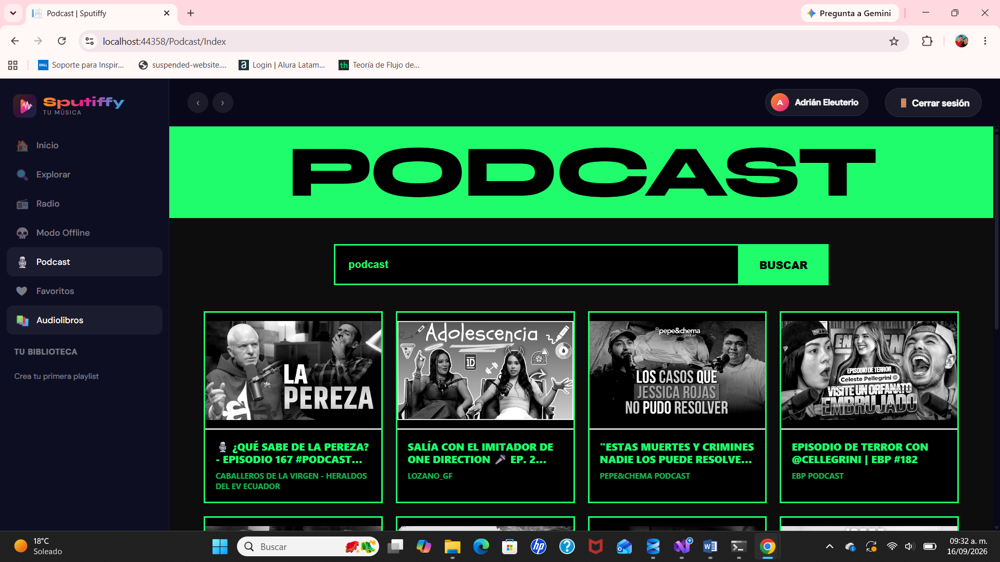 Podcast | Sputiffy
Pregunta a Gemini
localhost:44358/Podcast/Index
Soporte para Inspir...
suspended-website....
Login | Alura Latam...
Teoría de Flujo de...
Sputiffy
TU MÚSICA
A
Adrián Eleuterio
Cerrar sesión
Inicio
Explorar
Radio
Modo Offline
Podcast
Favoritos
Audiolibros
TU BIBLIOTECA
Crea tu primera playlist
PODCAST
podcast
BUSCAR
LA
PEREZA
🎙️ ¿QUÉ SABE DE LA PEREZA?
- EPISODIO 167 #PODCAST...
CABALLEROS DE LA VIRGEN - HERALDOS
DEL EV ECUADOR
Adolescencia
1D
SALÍA CON EL IMITADOR DE
ONE DIRECTION 🎤 EP. 2...
LOZANO_GF
pepe&chema
podcast
LOS CASOS QUE
JESSICA ROJAS
NO PUDO RESOLVER
"ESTAS MUERTES Y CRIMINES
NADIE LOS PUEDE RESOLVE...
PEPE&CHEMA PODCAST
EPISODIO DE TERROR
Celeste Pellegrini
VISITE UN ORFANATO
EMBRUJADO
EPISODIO DE TERROR CON
@CELLEGRINI | EBP #182
EBP PODCAST
18°C
Soleado
Buscar
09:32 a. m.
16/09/2026